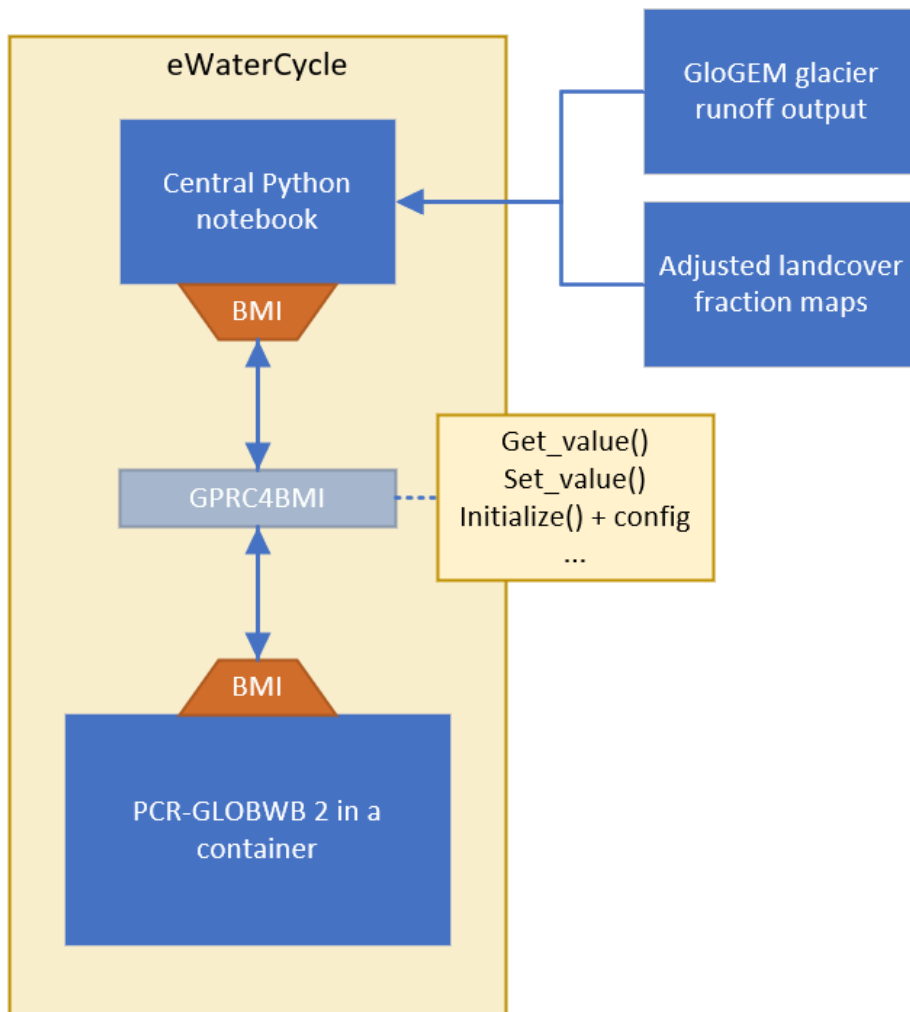 eWaterCycle
GloGEM glacier
runoff output
Central Python
notebook
Adjusted landcover
fraction maps
BMI
Get_value()
Set_value()
Initialize() + config
...
GPRC4BMI
BMI
PCR-GLOBWB 2 in a
container